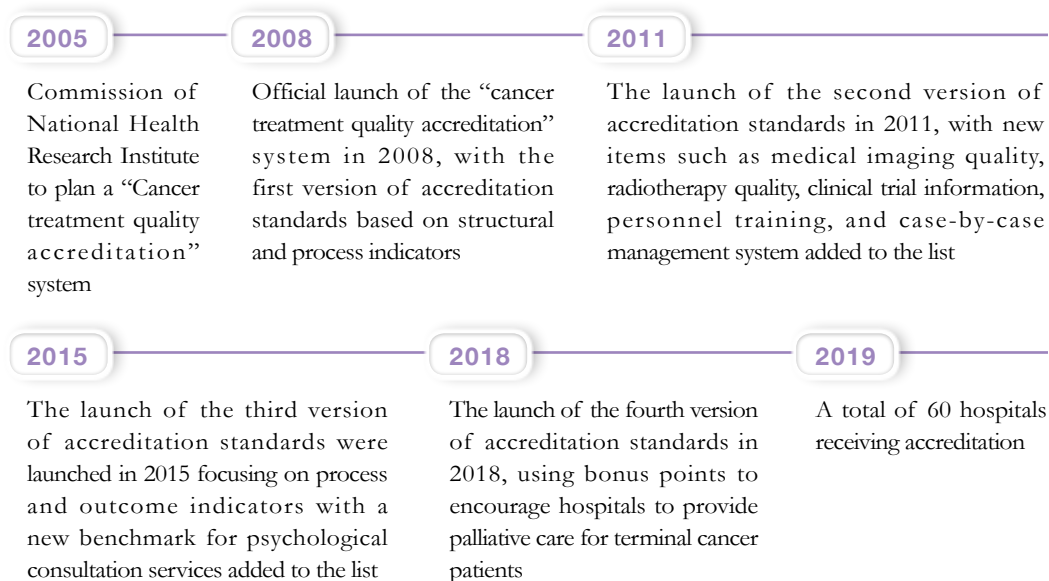 2005
Commission of
National Health
Research Institute
to plan a “Cancer
treatment quality
accreditation”
system
2008
Official launch of the “cancer
treatment quality accreditation”
system in 2008, with the
first version of accreditation
standards based on structural
and process indicators
2011
The launch of the second version of
accreditation standards in 2011, with new
items such as medical imaging quality,
radiotherapy quality, clinical trial information,
personnel training, and case-by-case
management system added to the list
2015
The launch of the third version
of accreditation standards were
launched in 2015 focusing on process
and outcome indicators with a
new benchmark for psychological
consultation services added to the list
2018
The launch of the fourth version
of accreditation standards in
2018, using bonus points to
encourage hospitals to provide
palliative care for terminal cancer
patients
2019
A total of 60 hospitals
receiving accreditation